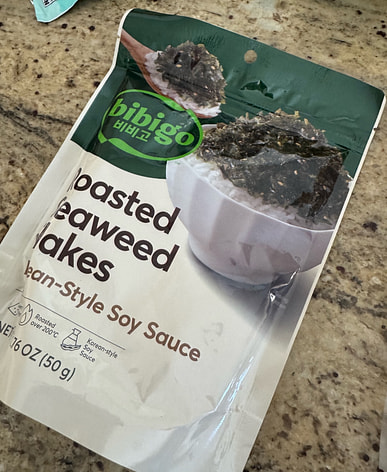 bibigo
비비고
oasted
eaweed
lakes
ean-Style Soy Sauce
Roasted
over 200°C
Korean-style
Soy
Sauce
NE 76 OZ (50 g)